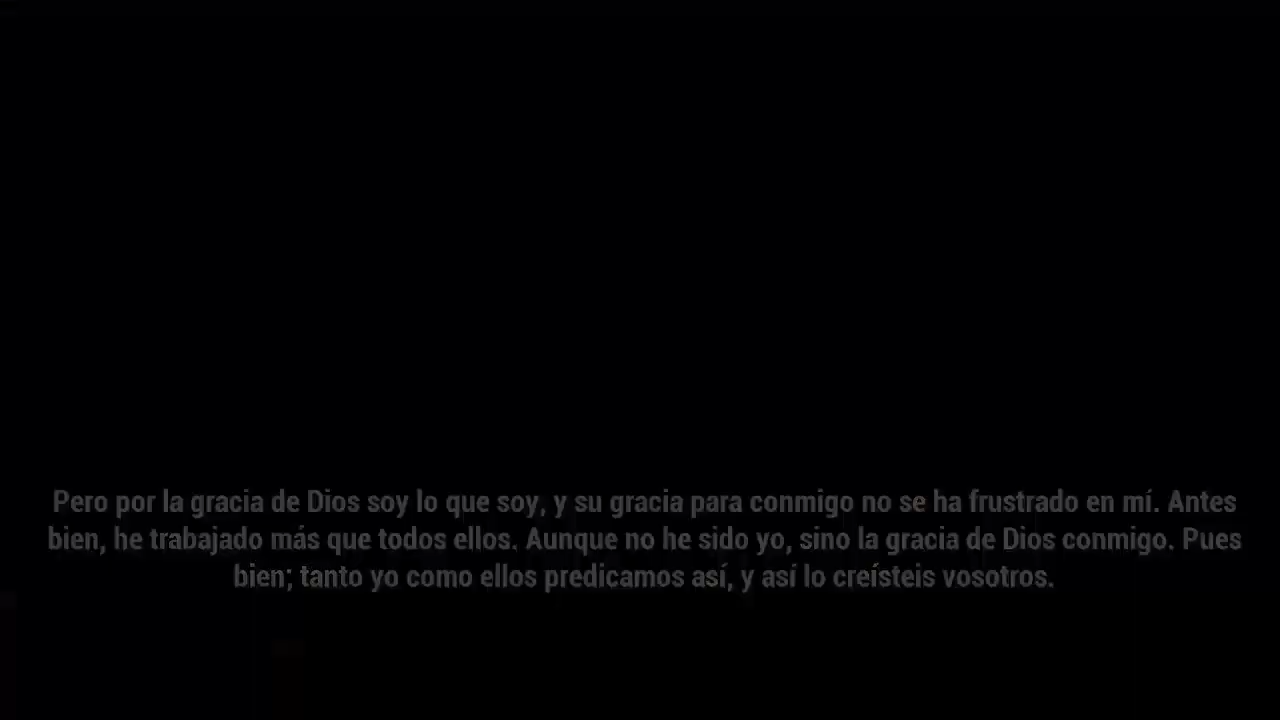 Pero por la gracia de Dios soy lo que soy, y su gracia para conmigo no se ha frustrado en mí. Antes
bien, he trabajado más que todos ellos. Aunque no he sido yo, sino la gracia de Dios conmigo. Pues
bien; tanto yo como ellos predicamos así, y así lo creísteis vosotros.